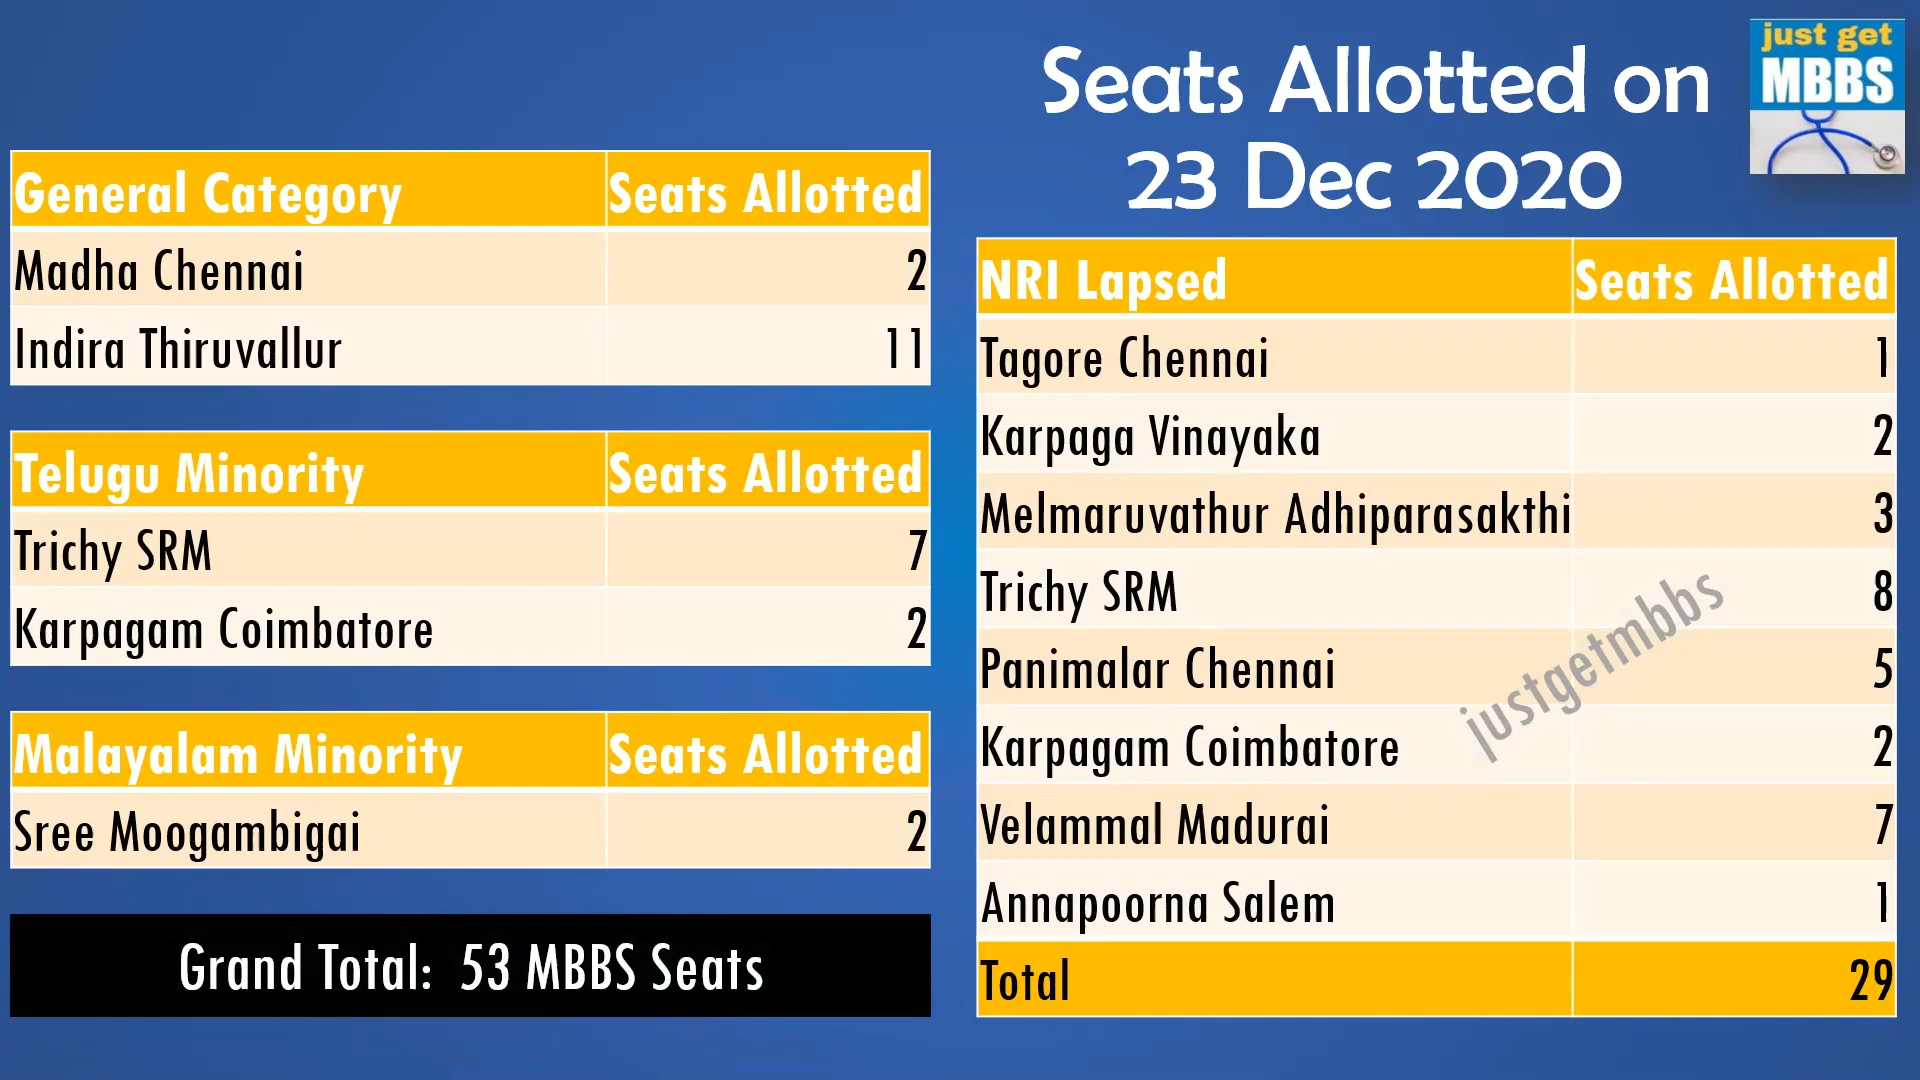 Seats Allotted on
23 Dec 2020
just get
MBBS
General Category Seats Allotted
Madha Chennai 2
Indira Thiruvallur 11
Telugu Minority Seats Allotted
Trichy SRM 7
Karpagam Coimbatore 2
Malayalam Minority Seats Allotted
Sree Moogambigai 2
Grand Total: 53 MBBS Seats
NRI Lapsed Seats Allotted
Tagore Chennai 1
Karpaga Vinayaka 2
Melmaruvathur Adhiparasakthi 3
Trichy SRM 8
Panimalar Chennai 5
Karpagam Coimbatore 2
Velammal Madurai 7
Annapoorna Salem 1
Total 29
justgetmbbs